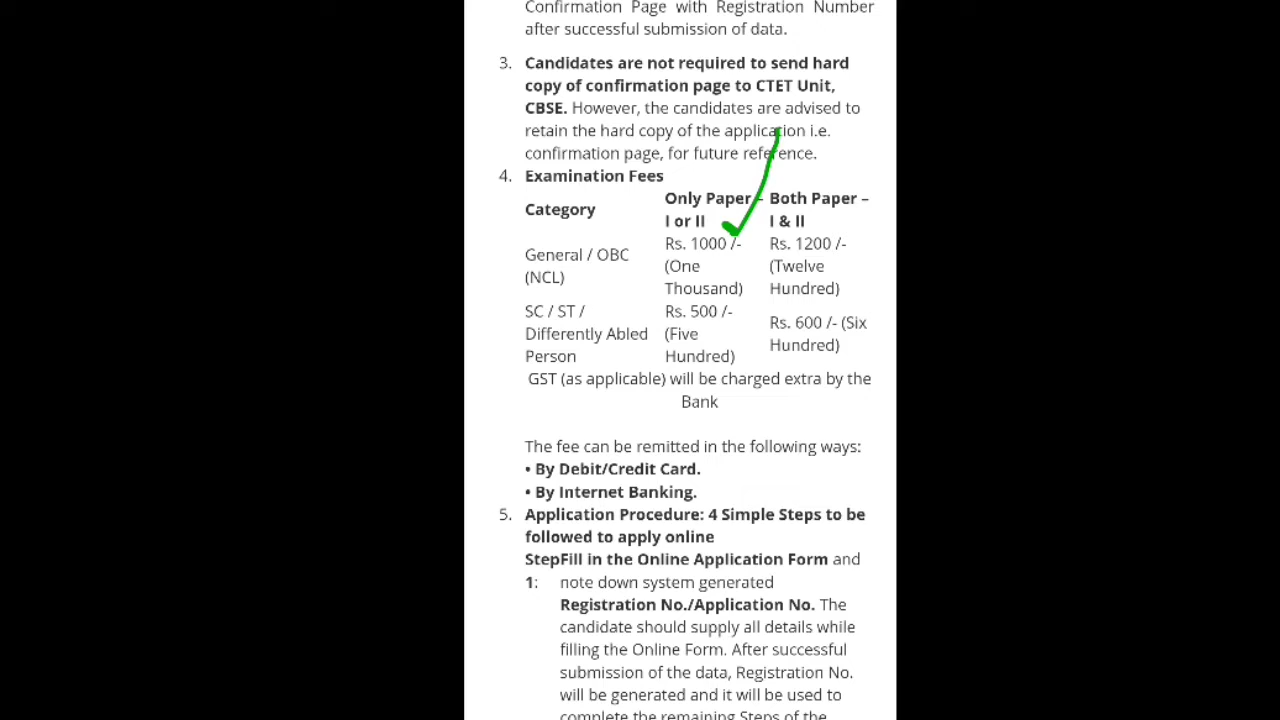 Confirmation Page with Registration Number
after successful submission of data.
3. Candidates are not required to send hard
copy of confirmation page to CTET Unit,
CBSE. However, the candidates are advised to
retain the hard copy of the application i.e.
confirmation page, for future reference.
4. Examination Fees
Category
Only Paper –
I or II
Both Paper –
I & II
General / OBC
(NCL)
Rs. 1000 /-
(One
Thousand)
Rs. 1200 /-
(Twelve
Hundred)
SC / ST /
Differently Abled
Person
Rs. 500 /-
(Five
Hundred)
Rs. 600 /- (Six
Hundred)
GST (as applicable) will be charged extra by the
Bank
The fee can be remitted in the following ways:
• By Debit/Credit Card.
• By Internet Banking.
5. Application Procedure: 4 Simple Steps to be
followed to apply online
StepFill in the Online Application Form and
1: note down system generated
Registration No./Application No. The
candidate should supply all details while
filling the Online Form. After successful
submission of the data, Registration No.
will be generated and it will be used to
complete the remaining Steps of the